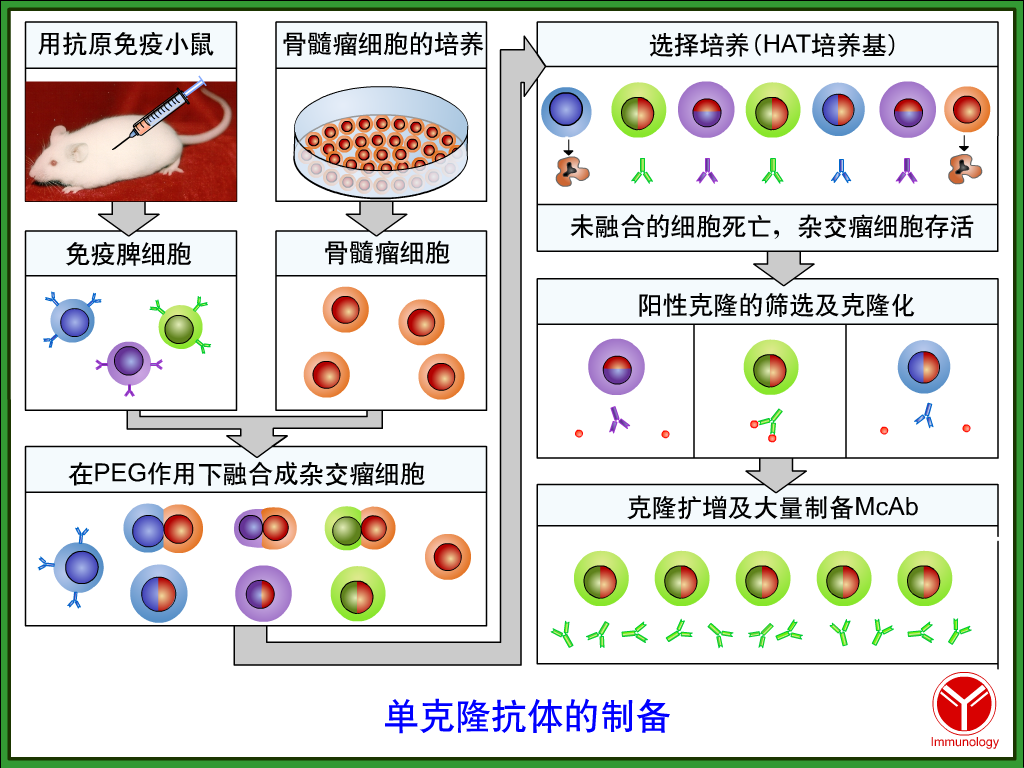 用抗原免疫小鼠
骨髓瘤细胞的培养
免疫脾细胞
骨髓瘤细胞
在PEG作用下融合成杂交瘤细胞
选择培养(HAT培养基)
未融合的细胞死亡，杂交瘤细胞存活
阳性克隆的筛选及克隆化
克隆扩增及大量制备McAb
单克隆抗体的制备
Immunology